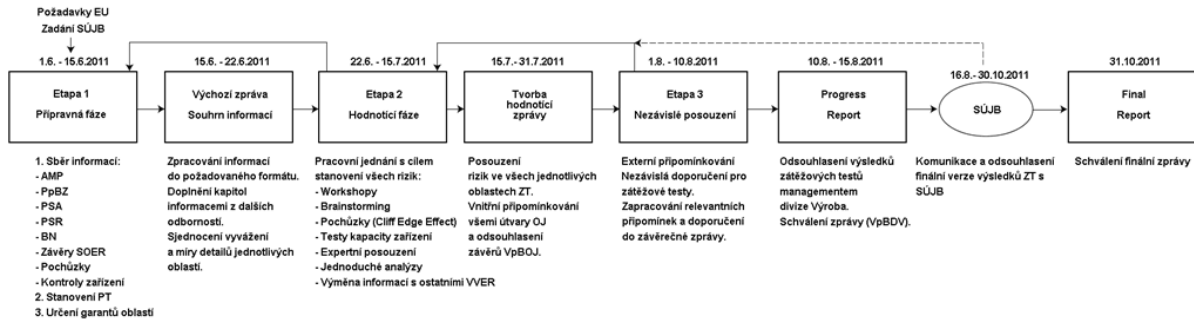 Požadavky EU
Zadání SÚJB
1.6. - 15.6.2011
Etapa 1
Přípravná fáze
1. Sběr informací:
- AMP
- PpBZ
- PSA
- PSR
- BN
- Závěry SOER
- Pochůzky
- Kontroly zařízení
2. Stanovení PT
3. Určení garantů oblastí
15.6. - 22.6.2011
Výchozí zpráva
Souhrn informací
Zpracování informací
do požadovaného formátu.
Doplnění kapitol
informacemi z dalších
odborností.
Sjednocení vyvážení
a míry detailů jednotlivých
oblastí.
22.6. - 15.7.2011
Etapa 2
Hodnotící fáze
Pracovní jednání s cílem
stanovení všech rizik:
- Workshopy
- Brainstorming
- Pochůzky (Cliff Edge Effect)
- Testy kapacity zařízení
- Expertní posouzení
- Jednoduché analýzy
- Výměna informací s ostatními VVER
15.7.- 31.7.2011
Tvorba
hodnotící
zprávy
Posouzení
rizik ve všech jednotlivých
oblastech ZT.
Vnitřní připomínkování
všemi útvary OJ
a odsouhlasení
závěrů VpBOJ.
1.8. - 10.8.2011
Etapa 3
Nezávislé posouzení
Externí připomínkování
Nezávislá doporučení pro
zátěžové testy.
Zapracování relevantních
připomínek a doporučení
do závěrečné zprávy.
10.8. - 15.8.2011
Progress
Report
Odsouhlasení výsledků
zátěžových testů
managementem
divize Výroba.
Schválení zprávy (VpBDV).
16.8.- 30.10.2011
SÚJB
Komunikace a odsouhlasení
finální verze výsledků ZT s
SÚJB
31.10.2011
Final
Report
Schválení finální zprávy